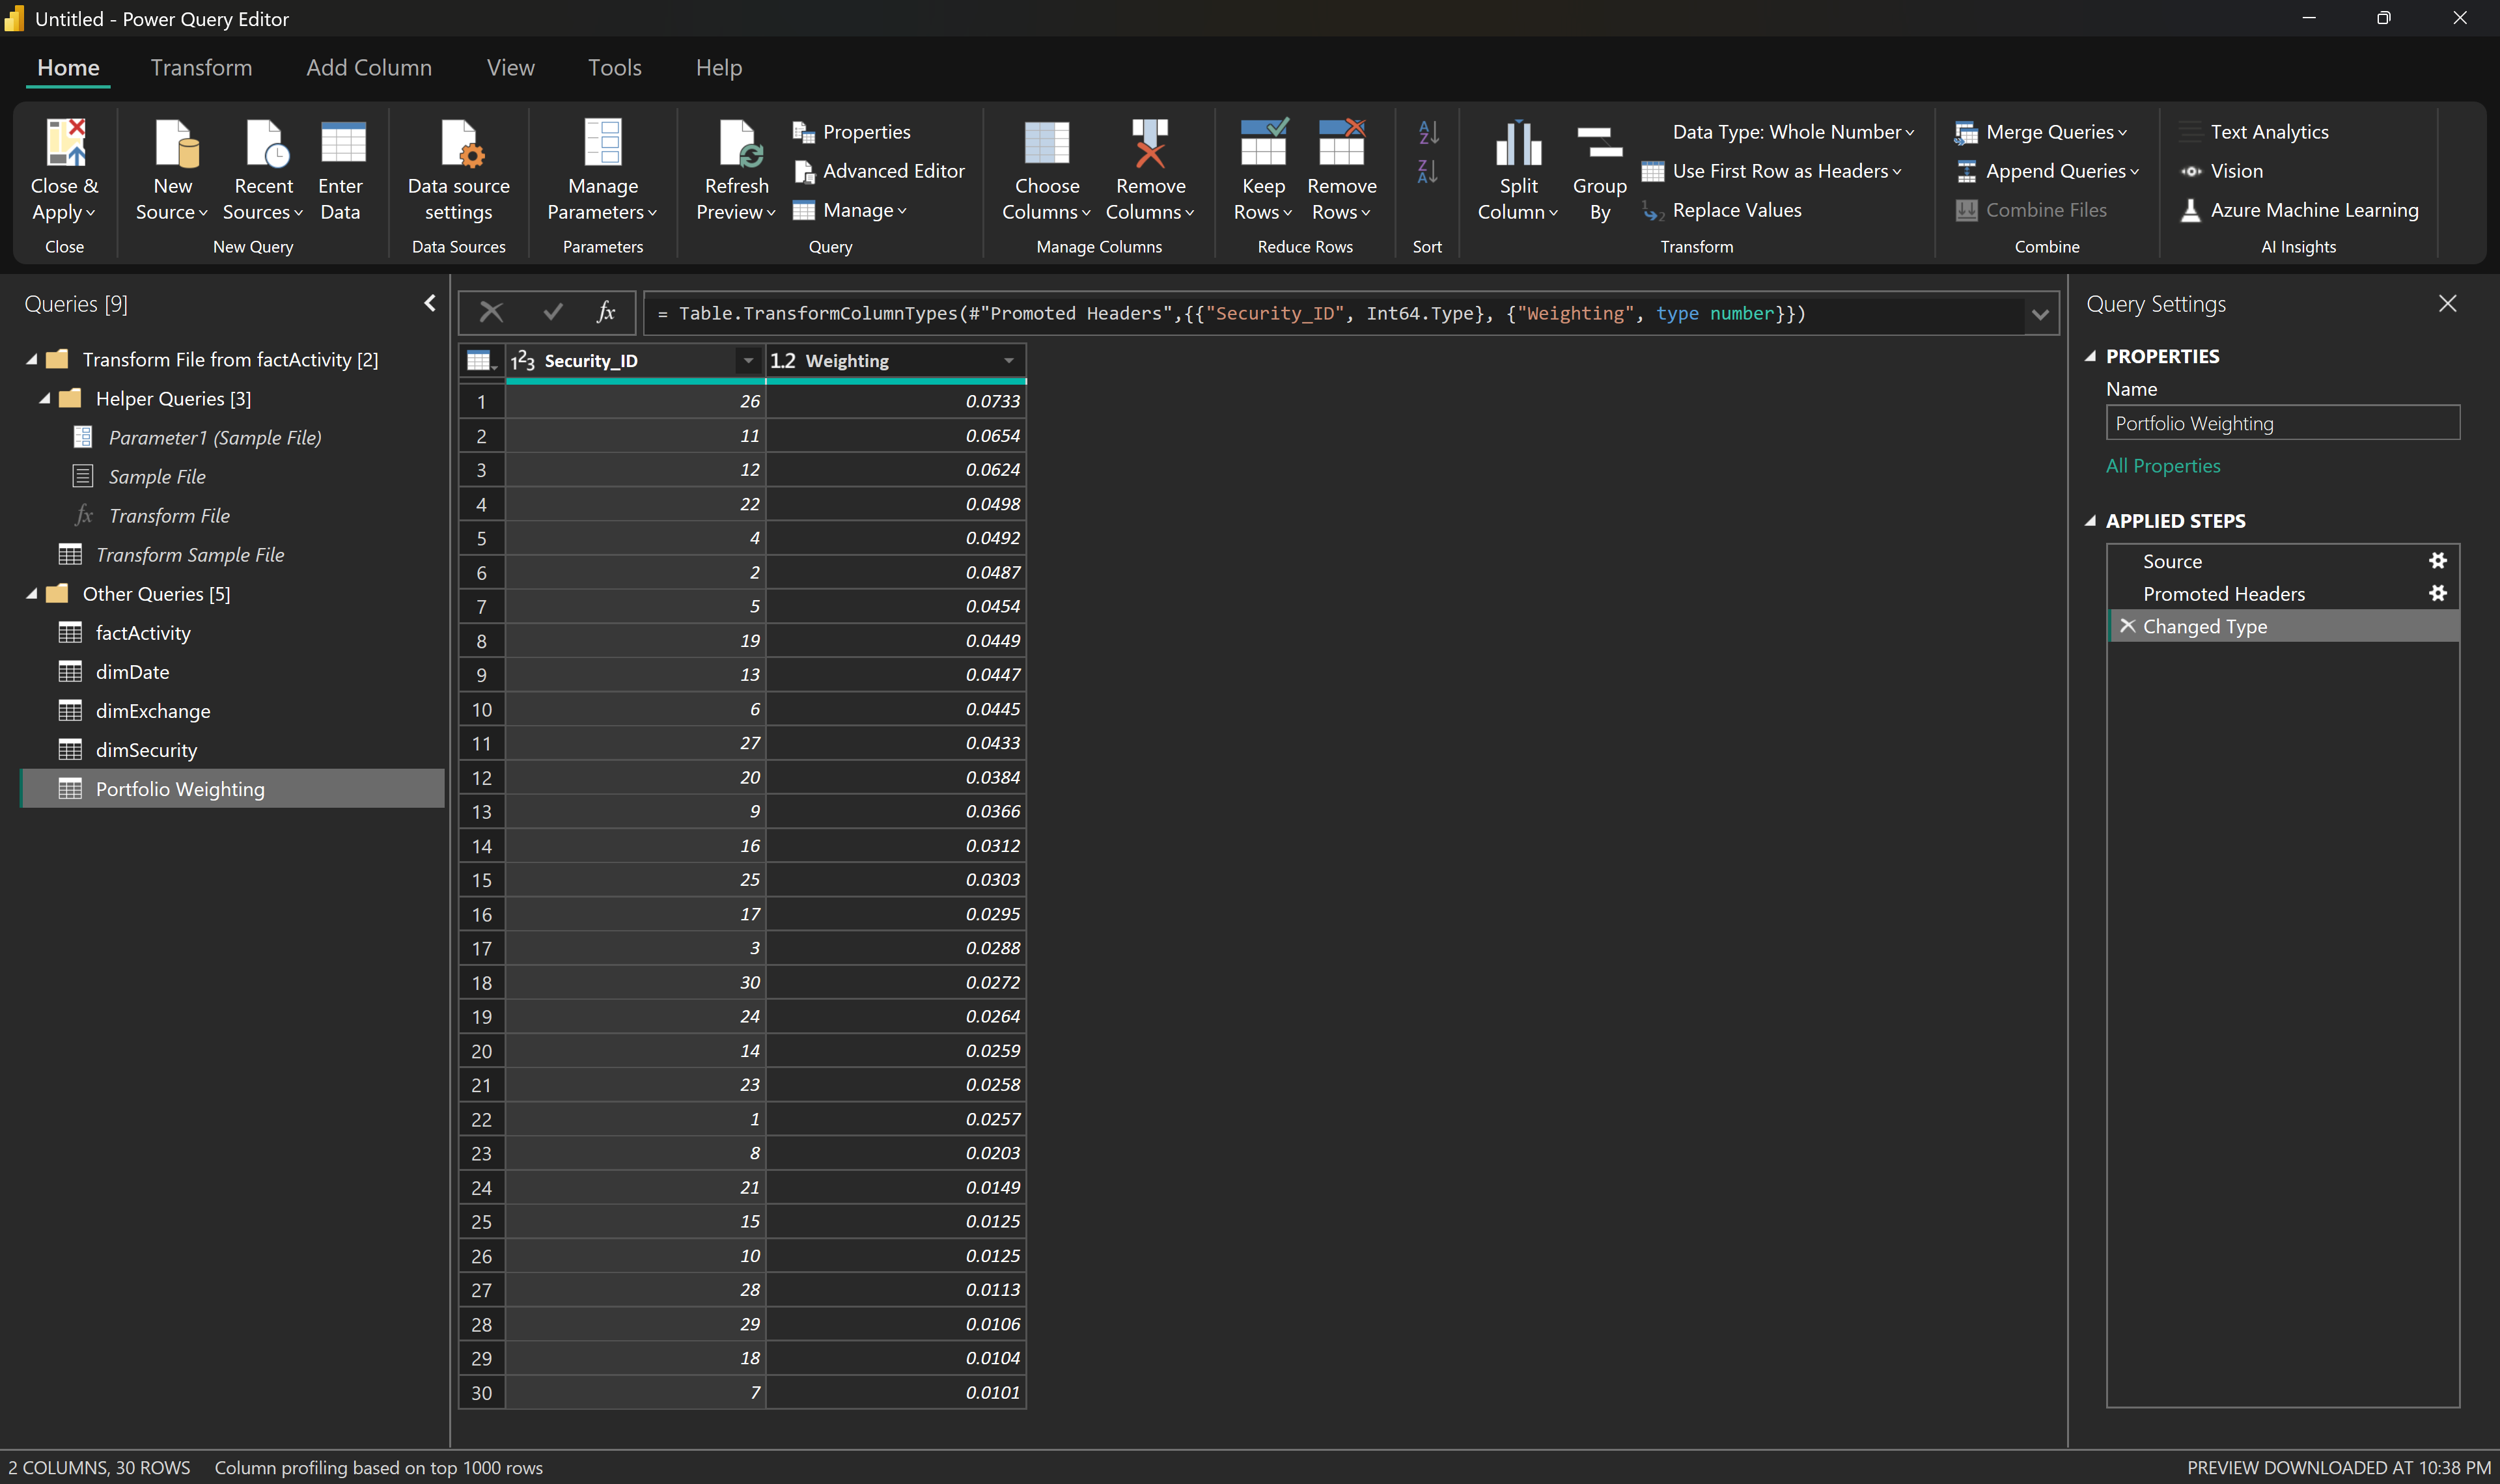 Untitled - Power Query Editor
Home Transform Add Column View Tools Help
Close & Apply
Close
New Source
Recent Sources
Enter Data
New Query
Data source settings
Data Sources
Manage Parameters
Parameters
Refresh Preview
Properties
Advanced Editor
Manage
Query
Choose Columns
Remove Columns
Manage Columns
Keep Rows
Remove Rows
Reduce Rows
Sort
Split Column
Group By
Data Type: Whole Number
Use First Row as Headers
Replace Values
Transform
Merge Queries
Append Queries
Combine Files
Combine
Text Analytics
Vision
Azure Machine Learning
AI Insights
Queries [9]
Transform File from factActivity [2]
Helper Queries [3]
Parameter1 (Sample File)
Sample File
fx Transform File
Transform Sample File
Other Queries [5]
factActivity
dimDate
dimExchange
dimSecurity
Portfolio Weighting
fx = Table.TransformColumnTypes(#"Promoted Headers",{{"Security_ID", Int64.Type}, {"Weighting", type number}})
123 Security_ID 1.2 Weighting
1 26 0.0733
2 11 0.0654
3 12 0.0624
4 22 0.0498
5 4 0.0492
6 2 0.0487
7 5 0.0454
8 19 0.0449
9 13 0.0447
10 6 0.0445
11 27 0.0433
12 20 0.0384
13 9 0.0366
14 16 0.0312
15 25 0.0303
16 17 0.0295
17 3 0.0288
18 30 0.0272
19 24 0.0264
20 14 0.0259
21 23 0.0258
22 1 0.0257
23 8 0.0203
24 21 0.0149
25 15 0.0125
26 10 0.0125
27 28 0.0113
28 29 0.0106
29 18 0.0104
30 7 0.0101
Query Settings
PROPERTIES
Name
Portfolio Weighting
All Properties
APPLIED STEPS
Source
Promoted Headers
Changed Type
2 COLUMNS, 30 ROWS Column profiling based on top 1000 rows
PREVIEW DOWNLOADED AT 10:38 PM